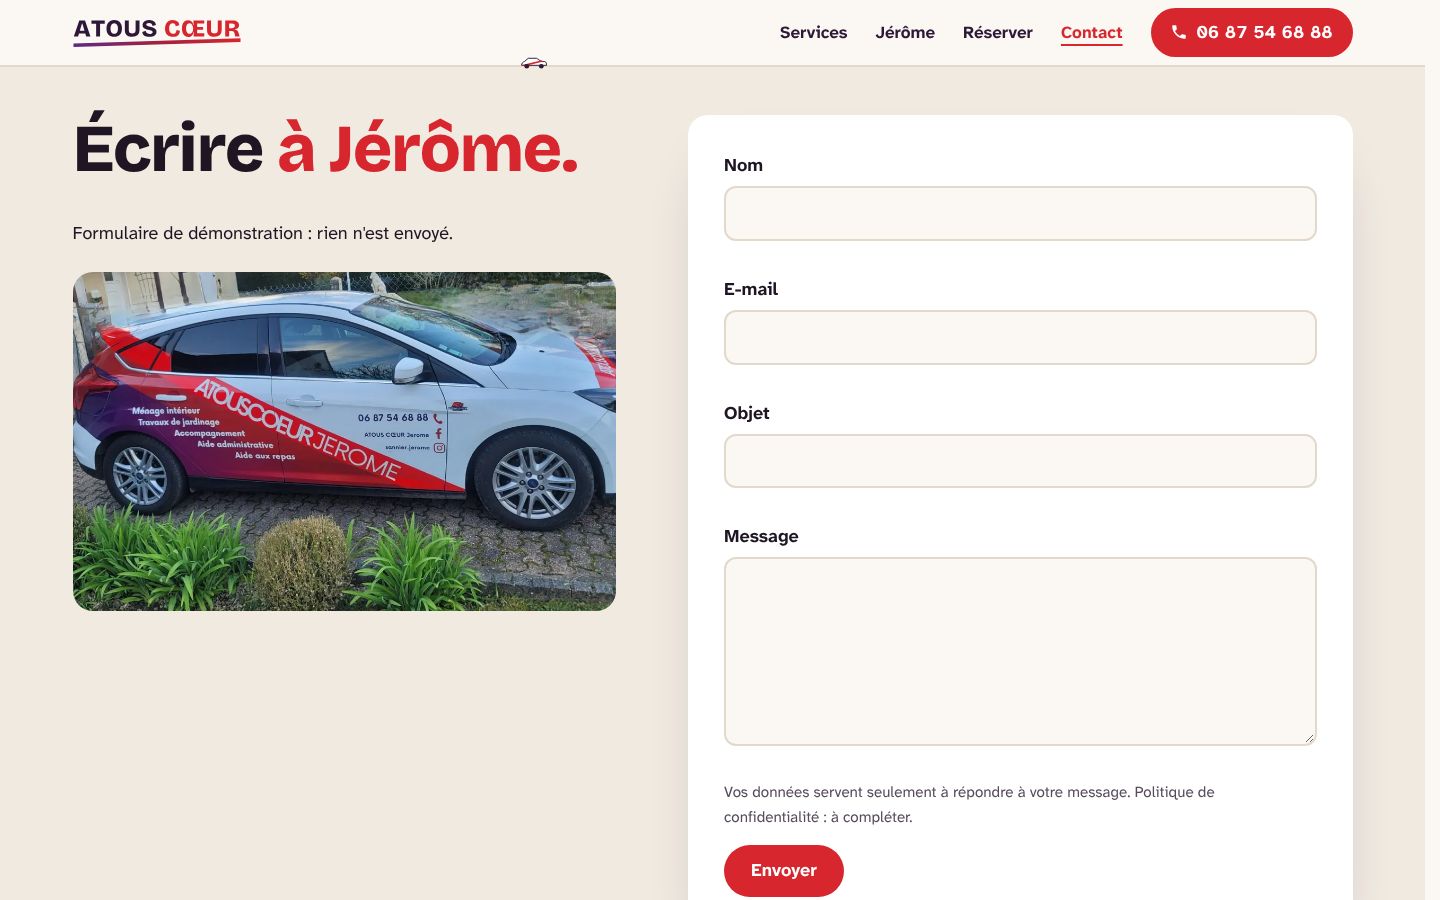 ATOUS CŒUR
Services
Jérôme
Réserver
Contact
06 87 54 68 88
Écrire à Jérôme.
Formulaire de démonstration : rien n'est envoyé.
Ménage intérieur
Travaux de jardinage
Accompagnement
Aide administrative
Aide aux repas
ATOUSCOEUR JEROME
06 87 54 68 88
ATOUS CŒUR Jerome
sannier.jerome
Nom
E-mail
Objet
Message
Vos données servent seulement à répondre à votre message. Politique de
confidentialité : à compléter.
Envoyer